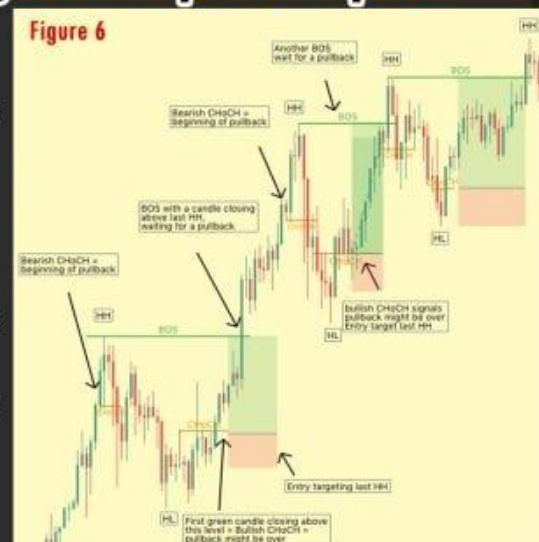 Figure 6
HH
Another BOS
wait for a pullback
HH
BOS
Bearish CHoCH =
beginning of pullback
HH
BOS
BOS with a candle closing
above last HH,
waiting for a pullback
HL
Bearish CHoCH =
beginning of pullback
HH
bullish CHoCH signals
pullback might be over
Entry target last HH
BOS
HL
CHoCH
Entry targeting last HH
HL
First green candle closing above
this level = Bullish CHoCH =
pullback might be over